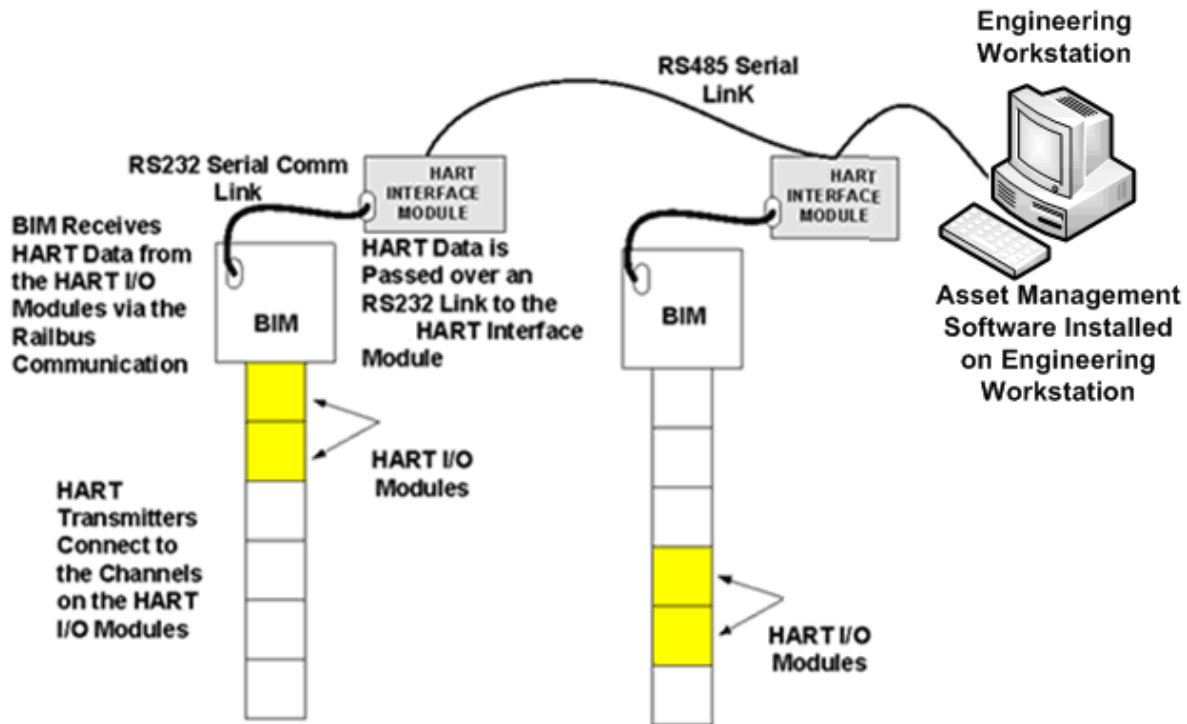 Engineering
Workstation
RS485 Serial
LinK
RS232 Serial Comm
Link
HART
INTERFACE
MODULE
HART
INTERFACE
MODULE
BIM Receives
HART Data from
the HART I/O
Modules via the
Railbus
Communication
HART Data is
Passed over an
RS232 Link to the
HART Interface
Module
BIM
BIM
Asset Management
Software Installed
on Engineering
Workstation
HART I/O
Modules
HART
Transmitters
Connect to
the Channels
on the HART
I/O Modules
HART I/O
Modules